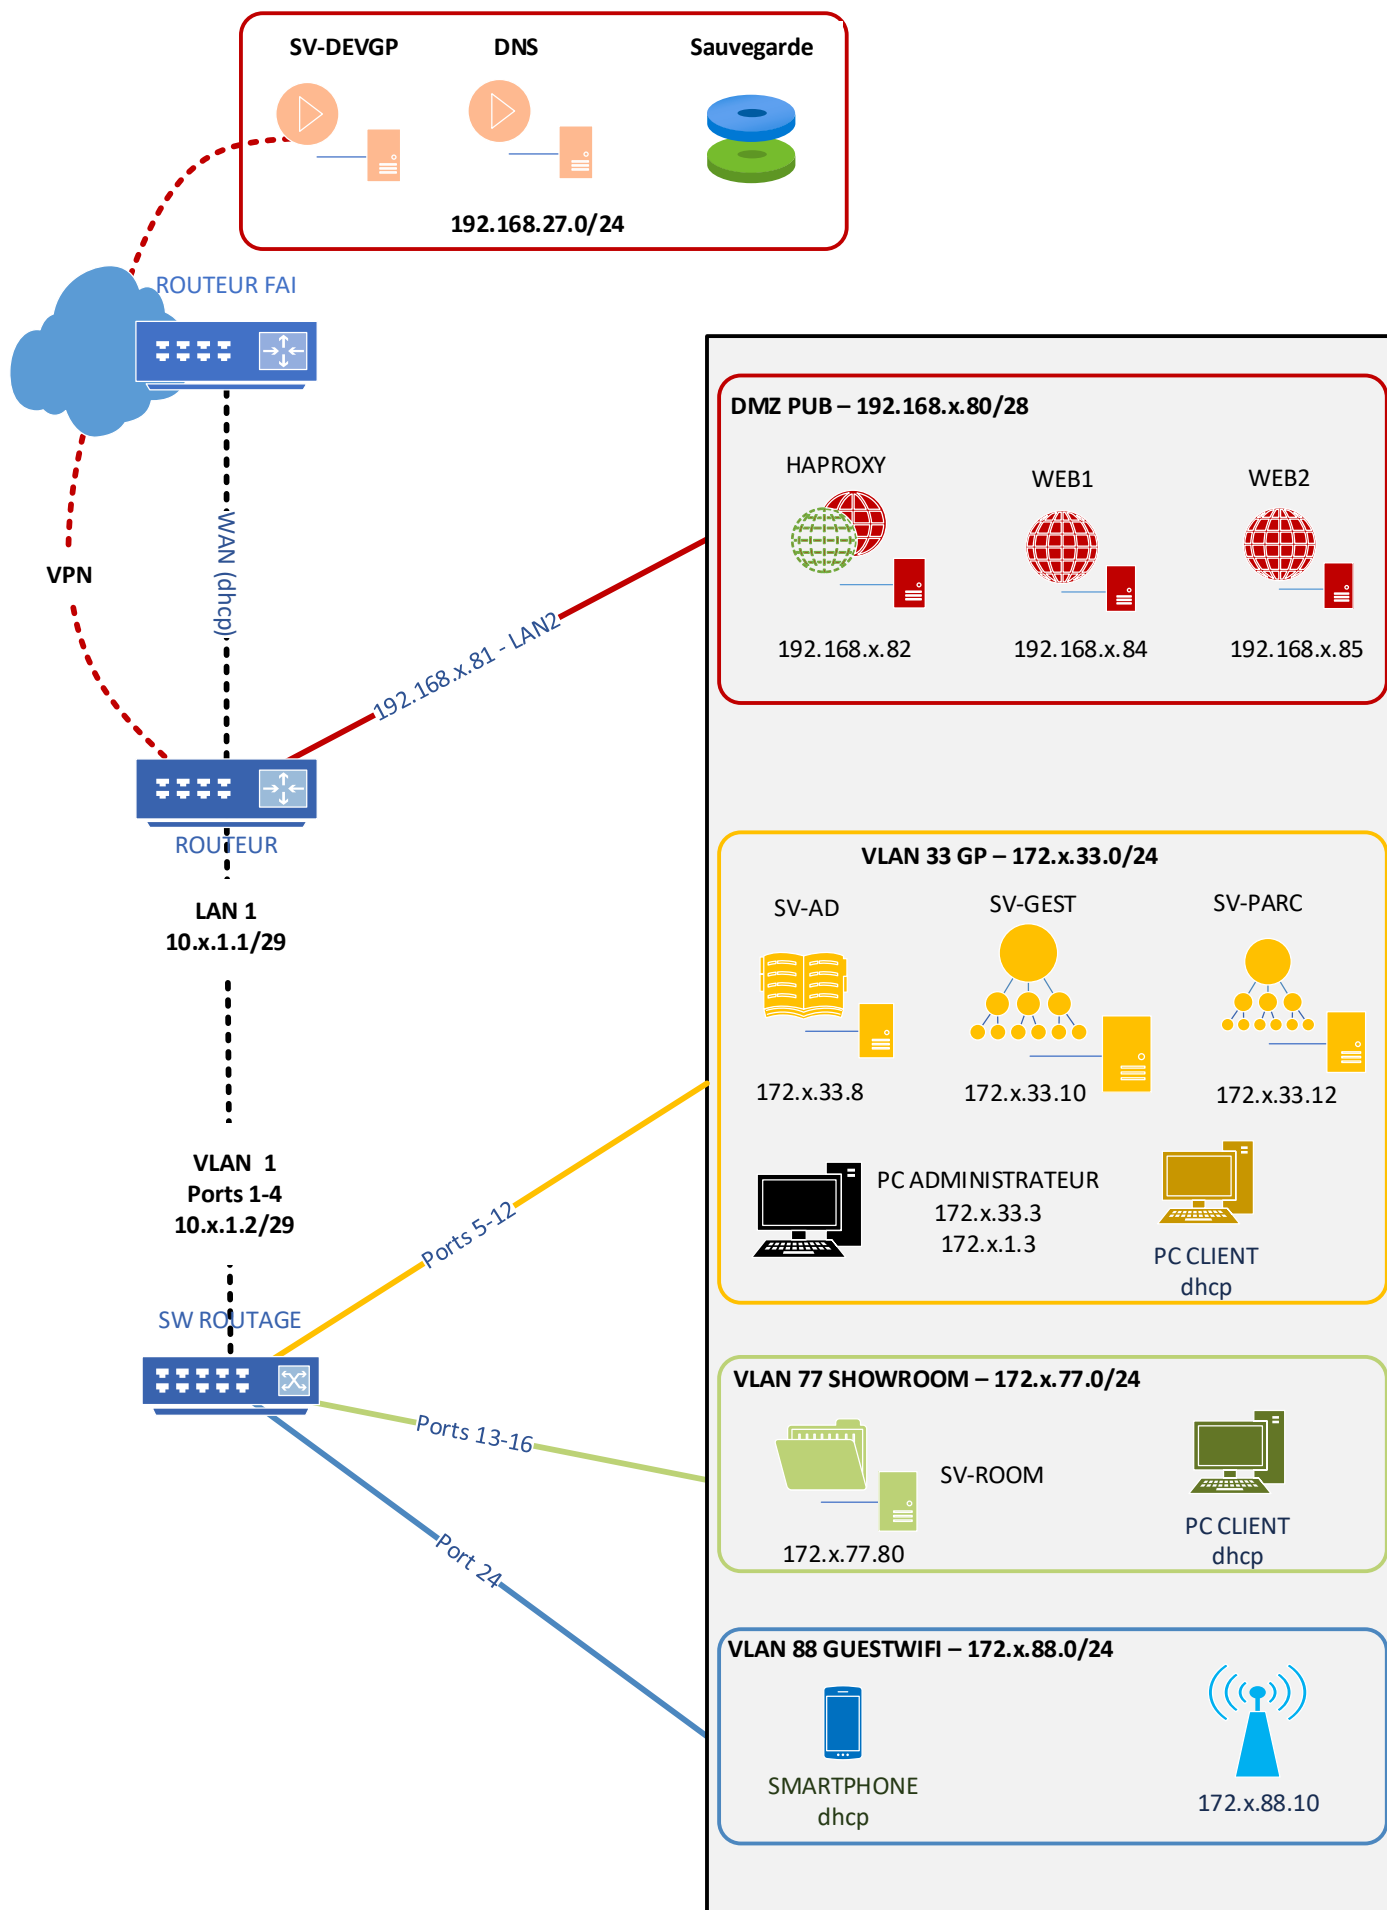 SV-DEVGP
DNS
Sauvegarde
192.168.27.0/24
ROUTEUR FAI
VPN
WAN (dhcp)
192.168.x.81 - LAN2
ROUTEUR
LAN 1
10.x.1.1/29
VLAN 1
Ports 1-4
10.x.1.2/29
SW ROUTAGE
Ports 5-12
Ports 13-16
Port 24
DMZ PUB – 192.168.x.80/28
HAPROXY
WEB1
WEB2
192.168.x.82
192.168.x.84
192.168.x.85
VLAN 33 GP – 172.x.33.0/24
SV-AD
SV-GEST
SV-PARC
172.x.33.8
172.x.33.10
172.x.33.12
PC ADMINISTRATEUR
172.x.33.3
172.x.1.3
PC CLIENT
dhcp
VLAN 77 SHOWROOM – 172.x.77.0/24
SV-ROOM
172.x.77.80
PC CLIENT
dhcp
VLAN 88 GUESTWIFI – 172.x.88.0/24
SMARTPHONE
dhcp
172.x.88.10